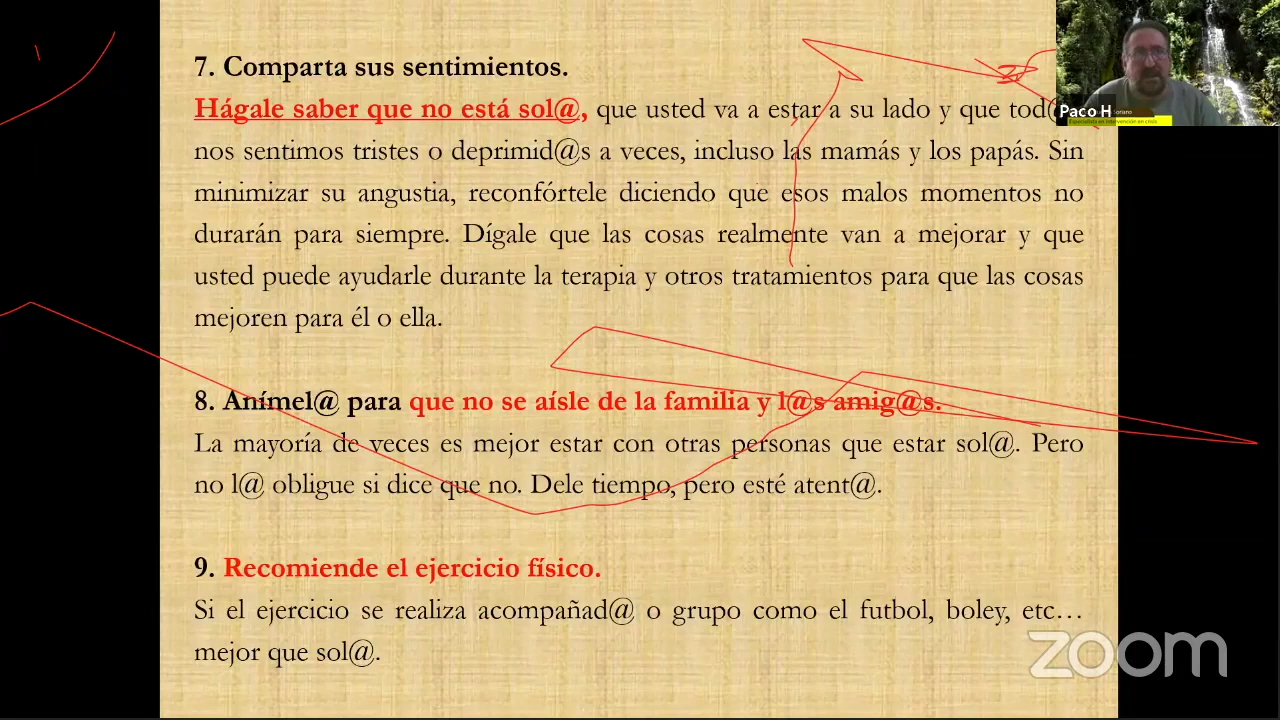 7. Comparta sus sentimientos.
Hágale saber que no está sol@, que usted va a estar a su lado y que tod@
nos sentimos tristes o deprimid@s a veces, incluso las mamás y los papás. Sin
minimizar su angustia, reconfórtele diciendo que esos malos momentos no
durarán para siempre. Dígale que las cosas realmente van a mejorar y que
usted puede ayudarle durante la terapia y otros tratamientos para que las cosas
mejoren para él o ella.
8. Anímel@ para que no se aísle de la familia y l@s amig@s.
La mayoría de veces es mejor estar con otras personas que estar sol@. Pero
no l@ obligue si dice que no. Dele tiempo, pero esté atent@.
9. Recomiende el ejercicio físico.
Si el ejercicio se realiza acompañad@ o grupo como el futbol, boley, etc…
mejor que sol@.
Paco H
Especialista en intervención en crisis
zoom